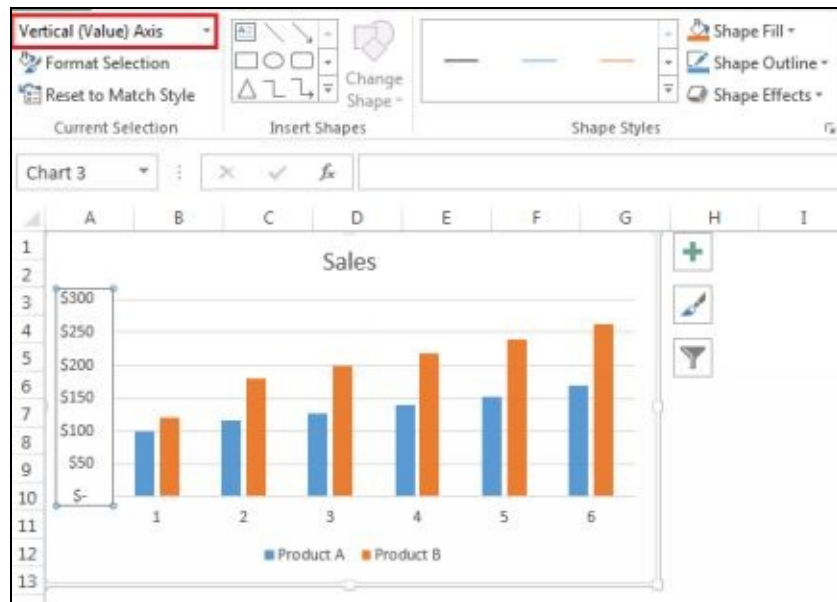 Vertical (Value) Axis
Format Selection
Reset to Match Style
Current Selection
Change
Shape
Insert Shapes
Shape Fill
Shape Outline
Shape Effects
Shape Styles
Chart 3
fx
A B C D E F G H I
1
2
3
4
5
6
7
8
9
10
11
12
13
Sales
$300
$250
$200
$150
$100
$50
$-
1 2 3 4 5 6
Product A Product B